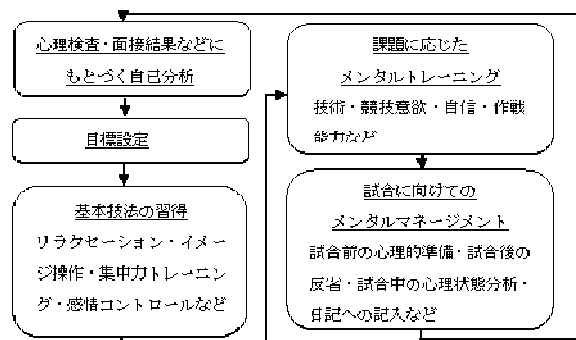 心理検査・面接結果などに
もとづく自己分析
目標設定
基本技法の習得
リラクセーション・イメー
ジ操作・集中力トレーニン
グ・感情コントロールなど
課題に応じた
メンタルトレーニング
技術・競技意欲・自信・作戦
能力など
試合に向けての
メンタルマネージメント
試合前の心理的準備・試合後の
反省・試合中の心理状態分析・
日記への記入など